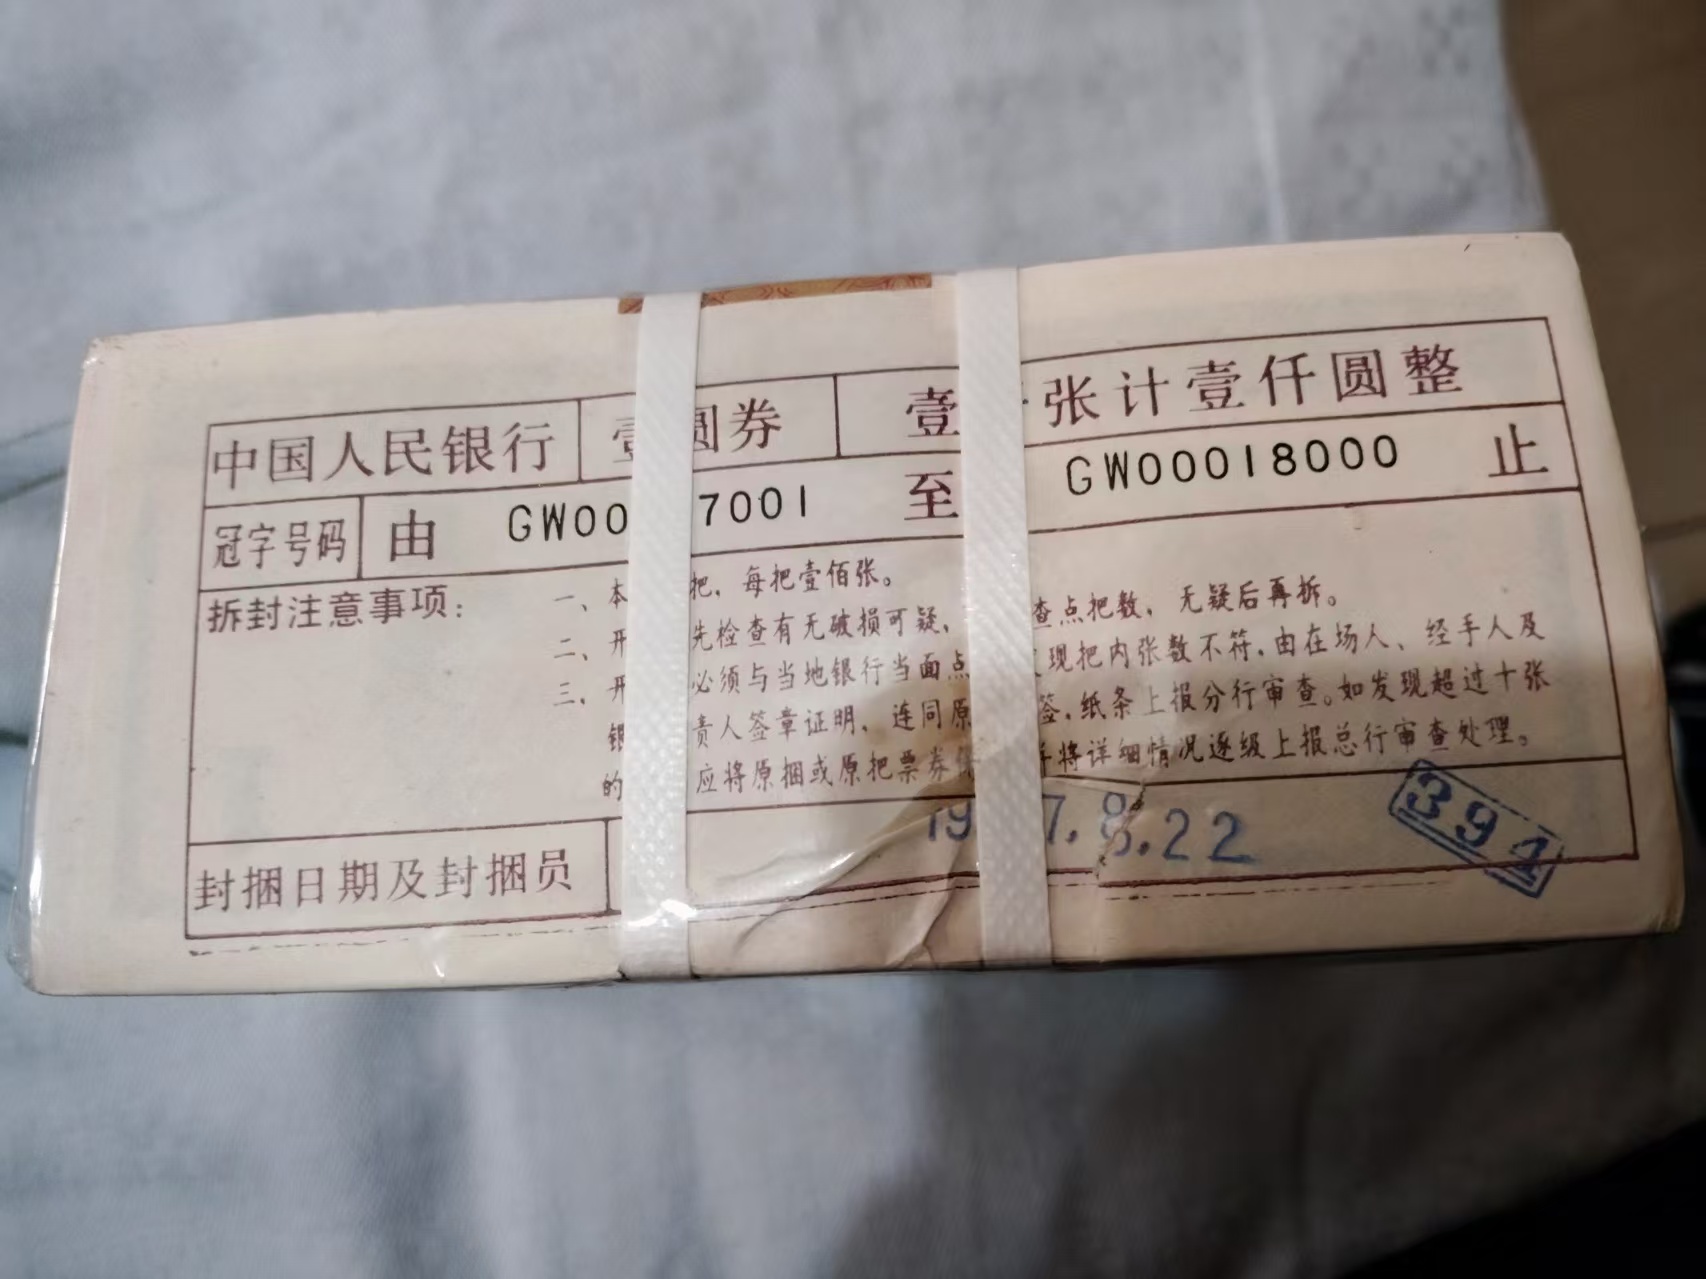 中国人民银行 圆券 壹 张计壹仟圆整
冠字号码 由 GW00 7001 至 GW00018000 止
拆封注意事项：
一、本 把，每把壹佰张。
二、开 先检查有无破损可疑， 查点把数，无疑后再拆。
三、开 必须与当地银行当面点 现把内张数不符，由在场人、经手人及
银 责人签章证明，连同原 签，纸条上报分行审查。如发现超过十张
的 应将原捆或原把票券 将详细情况逐级上报总行审查处理。
封捆日期及封捆员 19 7.8.22 394